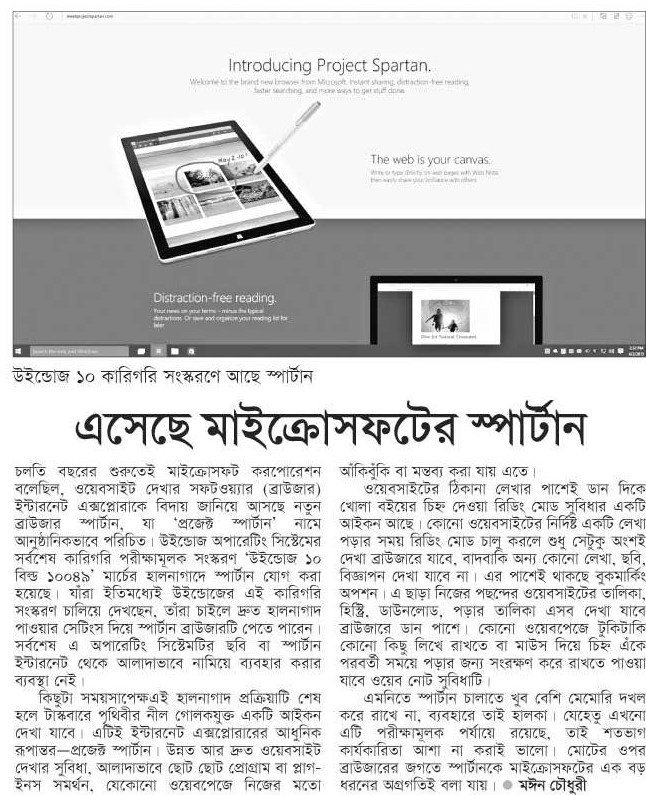 meetprojectspartan.com
Introducing Project Spartan.
Welcome to the brand new browser from Microsoft. Instant sharing, distraction-free reading,
faster searching, and more ways to get stuff done.
May 2
The web is your canvas.
Write or type directly on web pages with Web Note,
then easily share your brilliance with others.
Distraction-free reading.
Your news on your terms – minus the typical
distractions. Or save and organize your reading list for
later.
Search the web and Windows
উইন্ডোজ ১০ কারিগরি সংস্করণে আছে স্পার্টান
এসেছে মাইক্রোসফটের স্পার্টান
চলতি বছরের শুরুতেই মাইক্রোসফট করপোরেশন
বলেছিল, ওয়েবসাইট দেখার সফটওয়্যার (ব্রাউজার)
ইন্টারনেট এক্সপ্লোরাকে বিদায় জানিয়ে আসছে নতুন
ব্রাউজার স্পার্টান, যা ‘প্রজেক্ট স্পার্টান’ নামে
আনুষ্ঠানিকভাবে পরিচিত। উইন্ডোজ অপারেটিং সিস্টেমের
সর্বশেষ কারিগরি পরীক্ষামূলক সংস্করণ ‘উইন্ডোজ ১০
বিল্ড ১০০৪৯’ মার্চের হালনাগাদে স্পার্টান যোগ করা
হয়েছে। যাঁরা ইতিমধ্যেই উইন্ডোজের এই কারিগরি
সংস্করণ চালিয়ে দেখছেন, তাঁরা চাইলে দ্রুত হালনাগাদ
পাওয়ার সেটিংস দিয়ে স্পার্টান ব্রাউজারটি পেতে পারেন।
সর্বশেষ এ অপারেটিং সিস্টেমটির ছবি বা স্পার্টান
ইন্টারনেট থেকে আলাদাভাবে নামিয়ে ব্যবহার করার
ব্যবস্থা নেই।
কিছুটা সময়সাপেক্ষএই হালনাগাদ প্রক্রিয়াটি শেষ
হলে টাস্কবারে পৃথিবীর নীল গোলকযুক্ত একটি আইকন
দেখা যাবে। এটিই ইন্টারনেট এক্সপ্লোরারের আধুনিক
রূপান্তর—প্রজেক্ট স্পার্টান। উন্নত আর দ্রুত ওয়েবসাইট
দেখার সুবিধা, আলাদাভাবে ছোট ছোট প্রোগ্রাম বা প্লাগ-
ইনস সমর্থন, যেকোনো ওয়েবপেজে নিজের মতো
আঁকিবুঁকি বা মন্তব্য করা যায় এতে।
ওয়েবসাইটের ঠিকানা লেখার পাশেই ডান দিকে
খোলা বইয়ের চিহ্ন দেওয়া রিডিং মোড সুবিধার একটি
আইকন আছে। কোনো ওয়েবসাইটের নির্দিষ্ট একটি লেখা
পড়ার সময় রিডিং মোড চালু করলে শুধু সেটুকু অংশই
দেখা ব্রাউজারে যাবে, বাদবাকি অন্য কোনো লেখা, ছবি,
বিজ্ঞাপন দেখা যাবে না। এর পাশেই থাকছে বুকমার্কিং
অপশন। এ ছাড়া নিজের পছন্দের ওয়েবসাইটের তালিকা,
হিস্ট্রি, ডাউনলোড, পড়ার তালিকা এসব দেখা যাবে
ব্রাউজারে ডান পাশে। কোনো ওয়েবপেজে টুকিটাকি
কোনো কিছু লিখে রাখতে বা মাউস দিয়ে চিহ্ন এঁকে
পরবর্তী সময়ে পড়ার জন্য সংরক্ষণ করে রাখতে পাওয়া
যাবে ওয়েব নোট সুবিধাটি।
এমনিতে স্পার্টান চালাতে খুব বেশি মেমোরি দখল
করে রাখে না, ব্যবহারে তাই হালকা। যেহেতু এখনো
এটি পরীক্ষামূলক পর্যায়ে রয়েছে, তাই শতভাগ
কার্যকারিতা আশা না করাই ভালো। মোটের ওপর
ব্রাউজারের জগতে স্পার্টানকে মাইক্রোসফটের এক বড়
ধরনের অগ্রগতিই বলা যায়। ● মঈন চৌধুরী